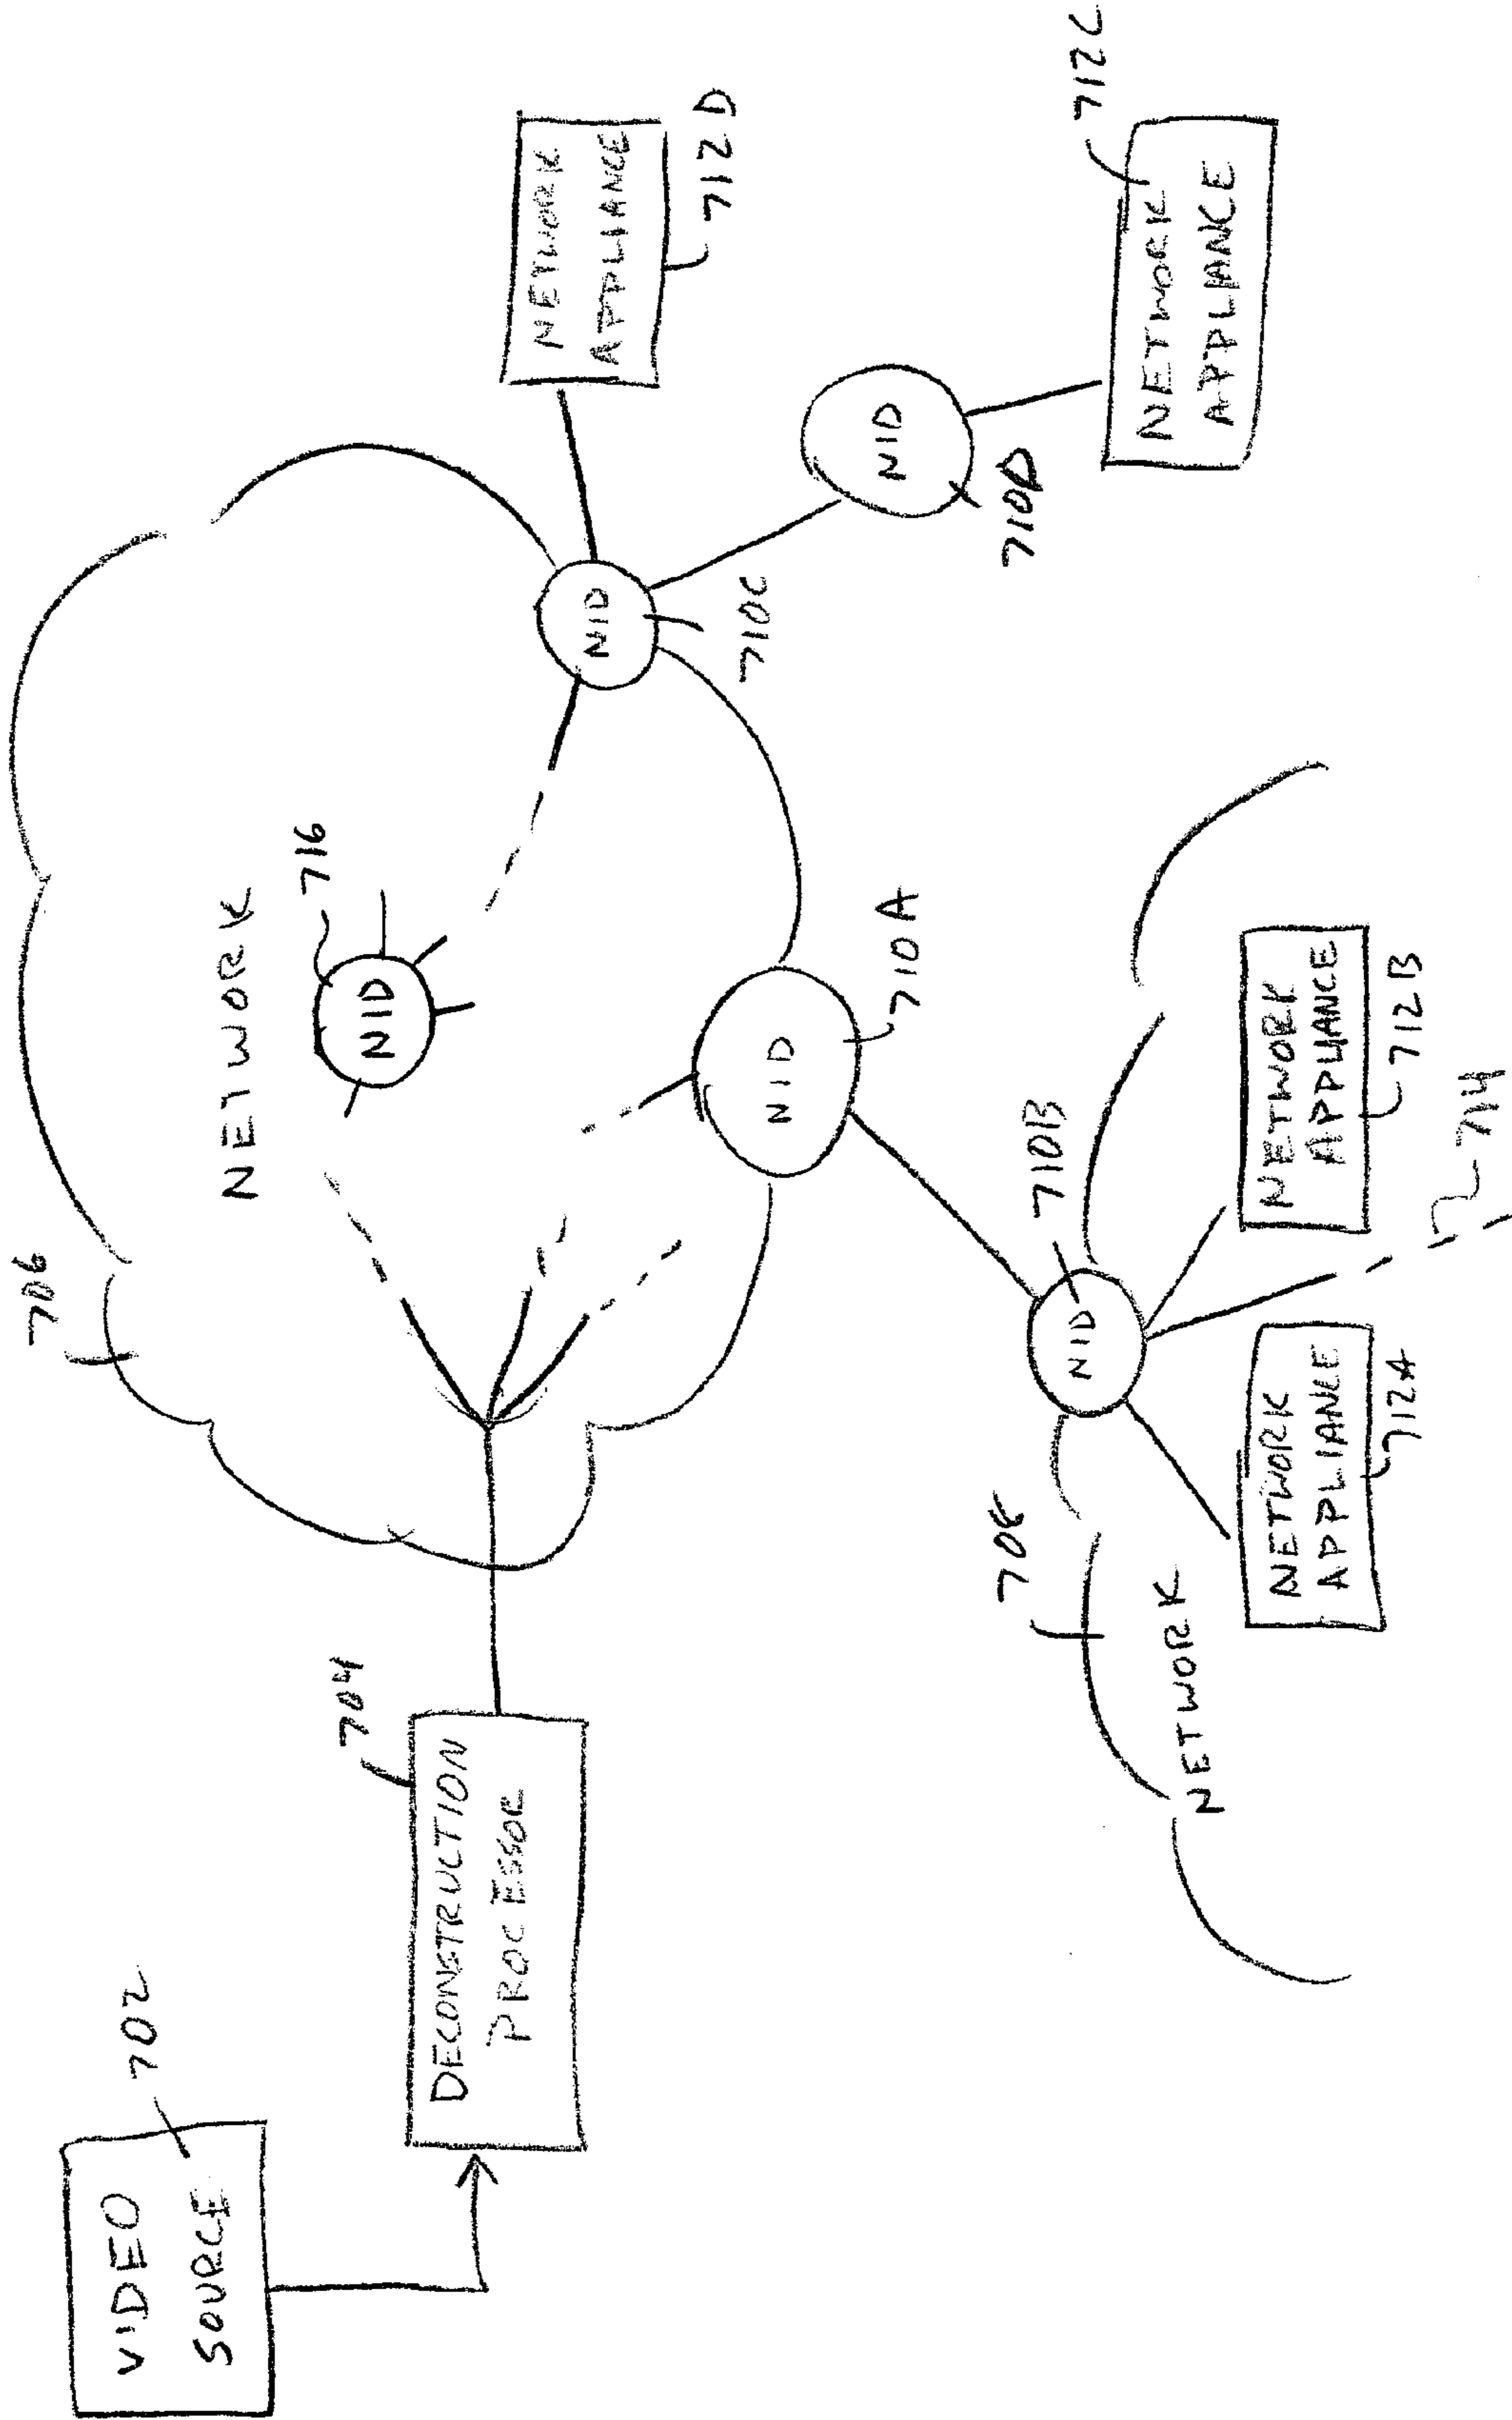 VIDEO
SOURCE
702
DECONSTRUCTION
PROCESSOR
704
706
NETWORK
NID
716
NID
710A
NID
710C
NETWORK
APPLIANCE
712D
NID
710D
NETWORK
APPLIANCE
712C
708
NETWORK
NID
710B
NETWORK
APPLIANCE
712A
NETWORK
APPLIANCE
712B
714